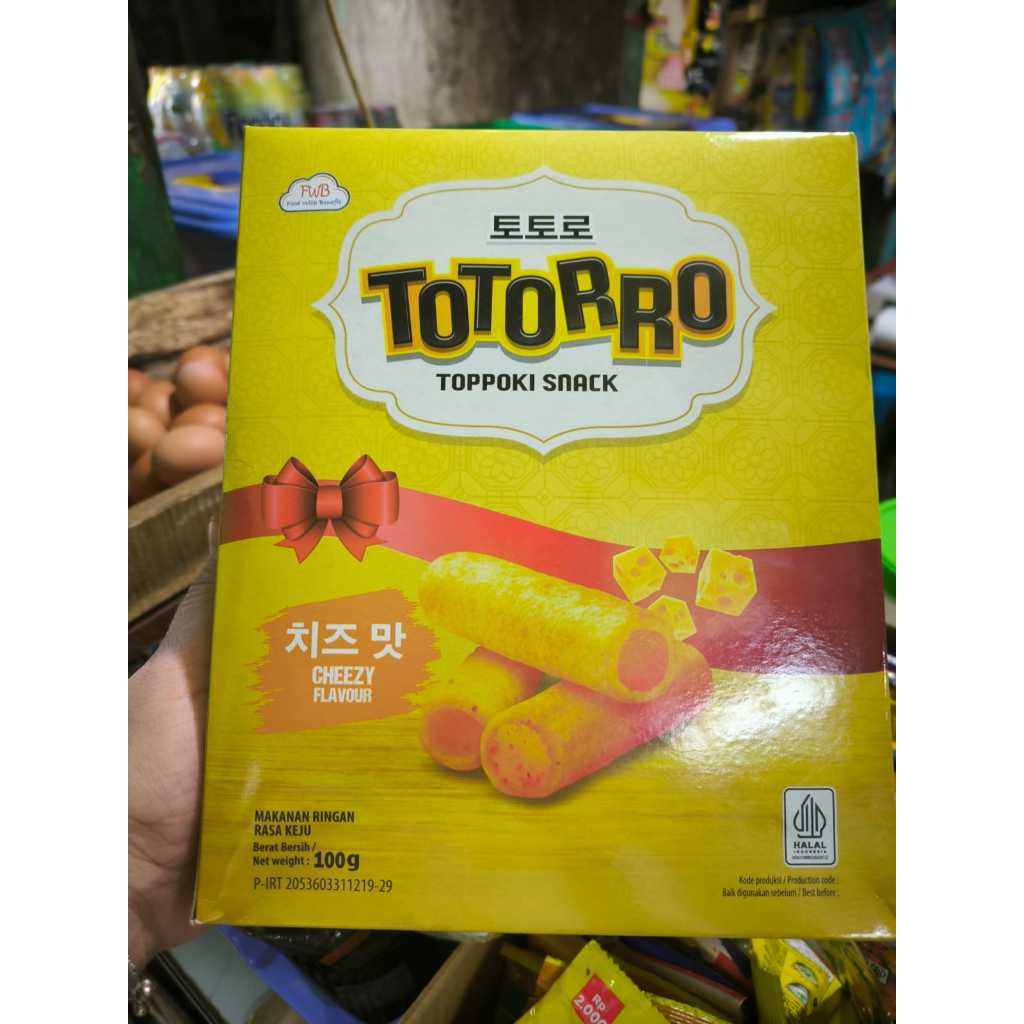 FWB
Food With Benefits
토토로
TOTORRO
TOPPOKI SNACK
치즈 맛
CHEEZY
FLAVOUR
MAKANAN RINGAN
RASA KEJU
Berat Bersih /
Net weight : 100g
P-IRT 2053603311219-29
HALAL
INDONESIA
Kode produksi / Production code :
Baik digunakan sebelum / Best before :
Rp
2.000